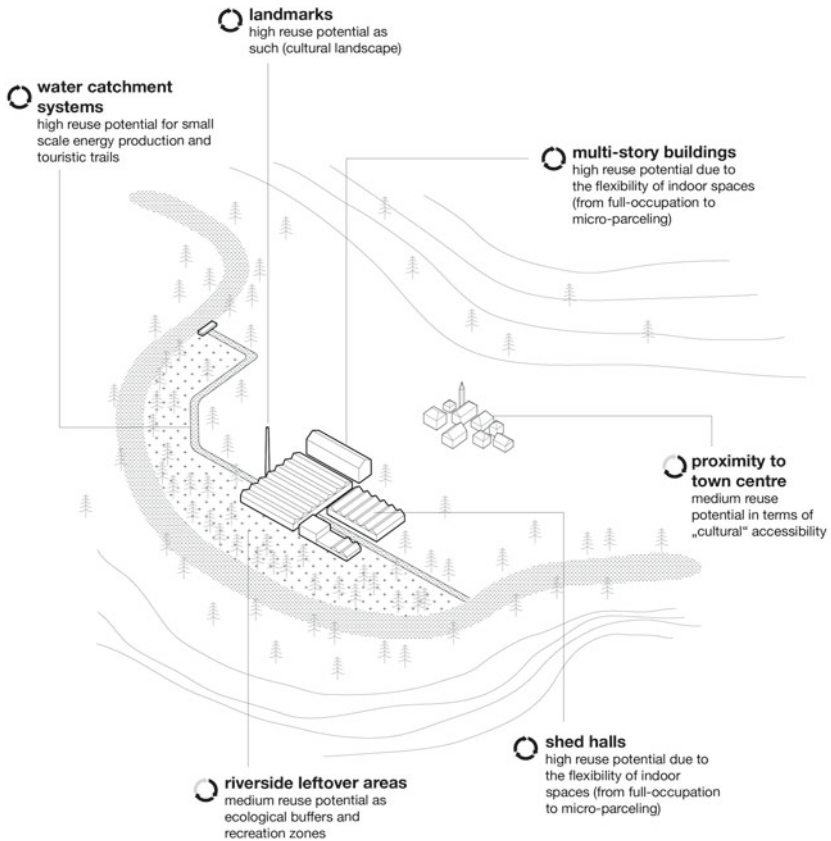 landmarks
high reuse potential as
such (cultural landscape)
water catchment
systems
high reuse potential for small
scale energy production and
touristic trails
multi-story buildings
high reuse potential due to
the flexibility of indoor spaces
(from full-occupation to
micro-parceling)
proximity to
town centre
medium reuse
potential in terms of
„cultural“ accessibility
shed halls
high reuse potential due to
the flexibility of indoor
spaces (from full-occupation
to micro-parceling)
riverside leftover areas
medium reuse potential as
ecological buffers and
recreation zones